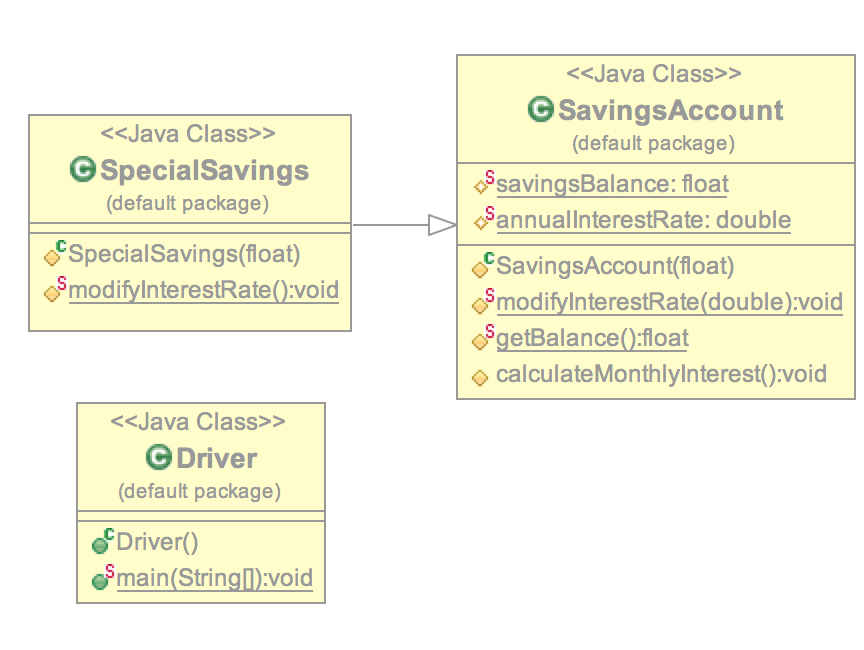 <<Java Class>>
SpecialSavings
(default package)
SpecialSavings(float)
modifyInterestRate():void
<<Java Class>>
SavingsAccount
(default package)
savingsBalance: float
annualInterestRate: double
SavingsAccount(float)
modifyInterestRate(double):void
getBalance():float
calculateMonthlyInterest():void
<<Java Class>>
Driver
(default package)
Driver()
main(String[]):void